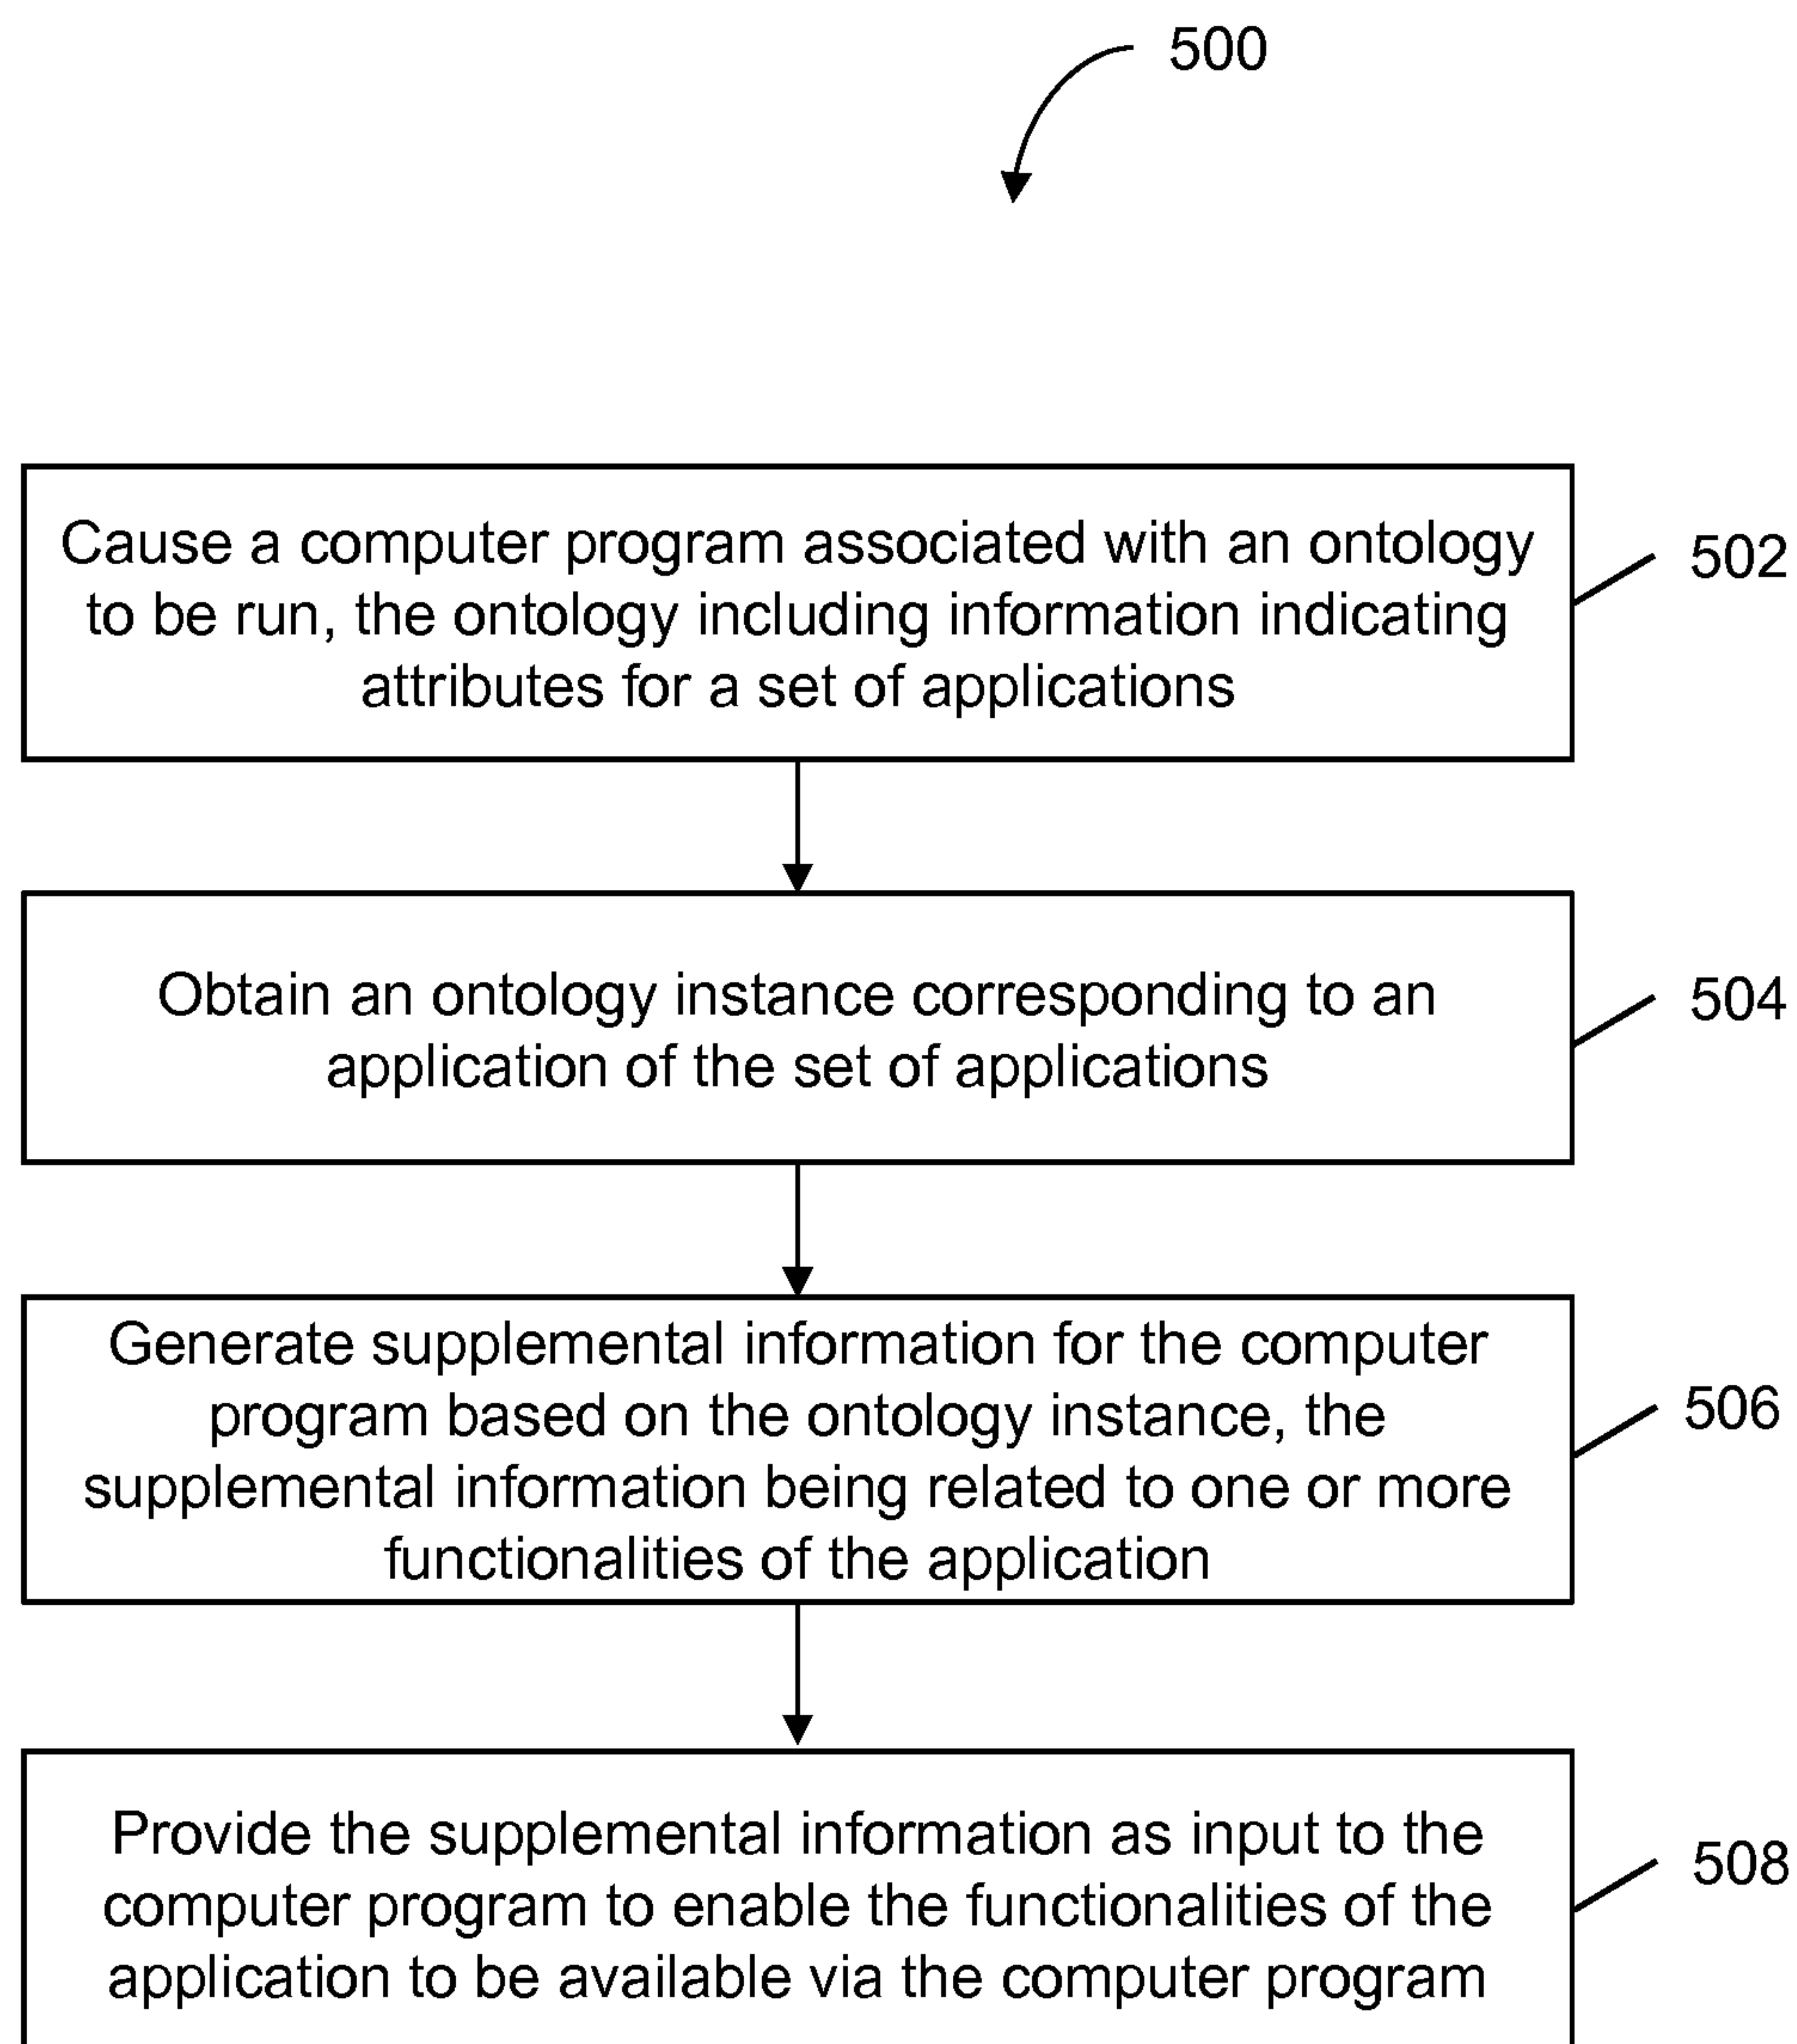 500
Cause a computer program associated with an ontology
to be run, the ontology including information indicating
attributes for a set of applications
502
Obtain an ontology instance corresponding to an
application of the set of applications
504
Generate supplemental information for the computer
program based on the ontology instance, the
supplemental information being related to one or more
functionalities of the application
506
Provide the supplemental information as input to the
computer program to enable the functionalities of the
application to be available via the computer program
508